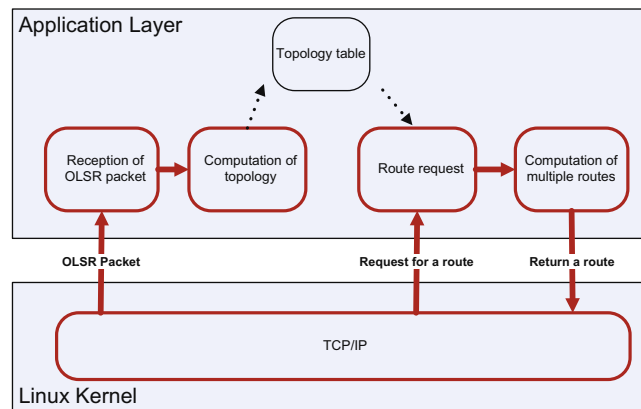 Application Layer
Topology table
Reception of
OLSR packet
Computation of
topology
Route request
Computation of
multiple routes
OLSR Packet
Request for a route
Return a route
TCP/IP
Linux Kernel